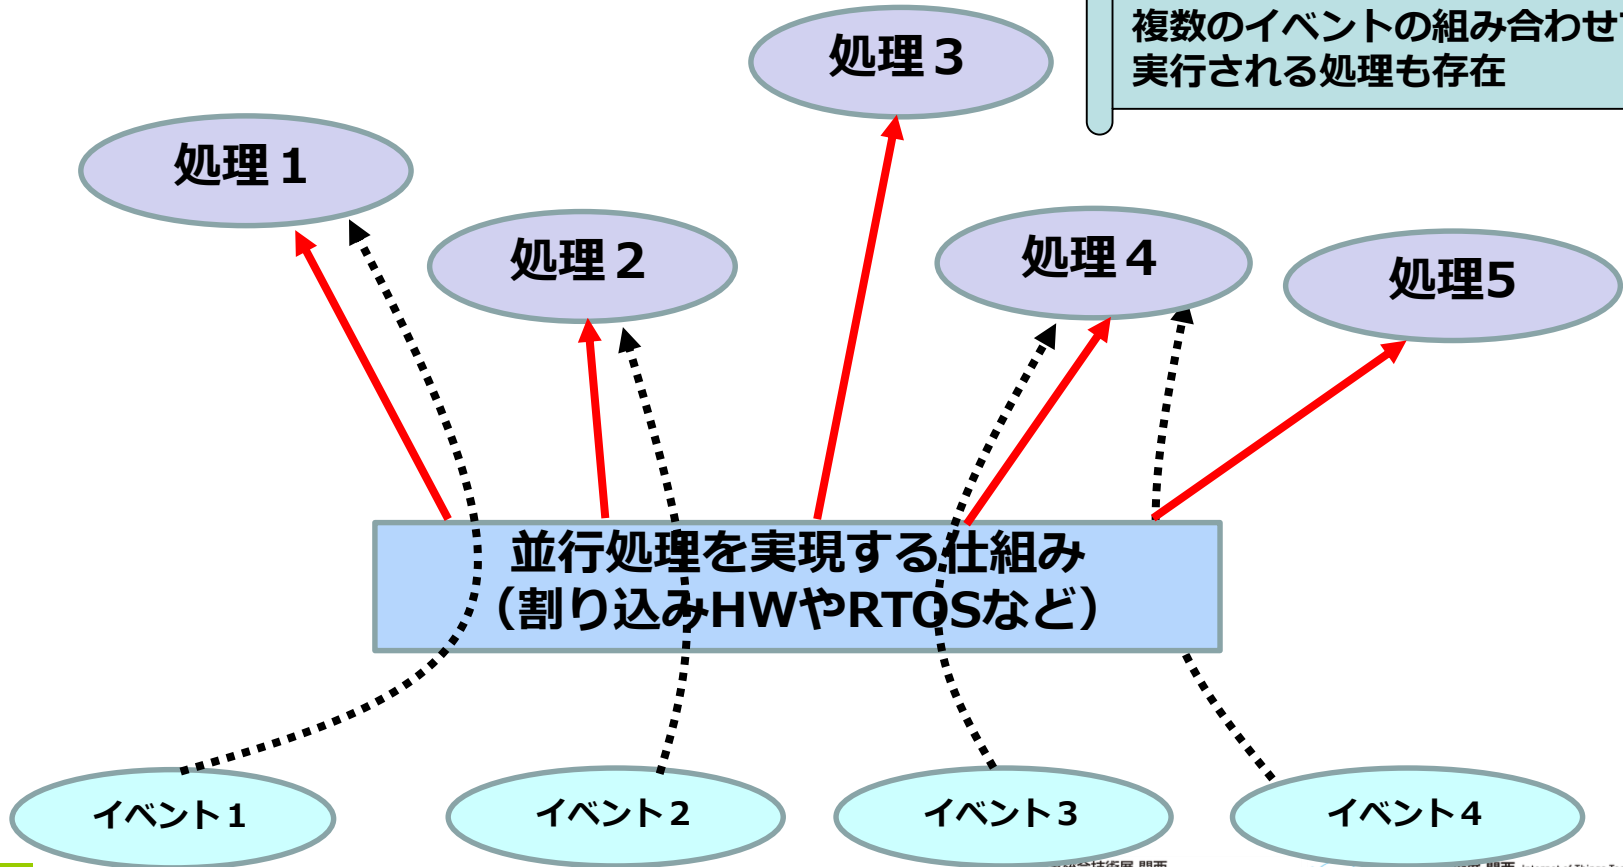 複数のイベントの組み合わせ
実行される処理も存在
処理３
処理１
処理２
処理４
処理5
並行処理を実現する仕組み
（割り込みHWやRTOSなど）
イベント１
イベント２
イベント３
イベント４